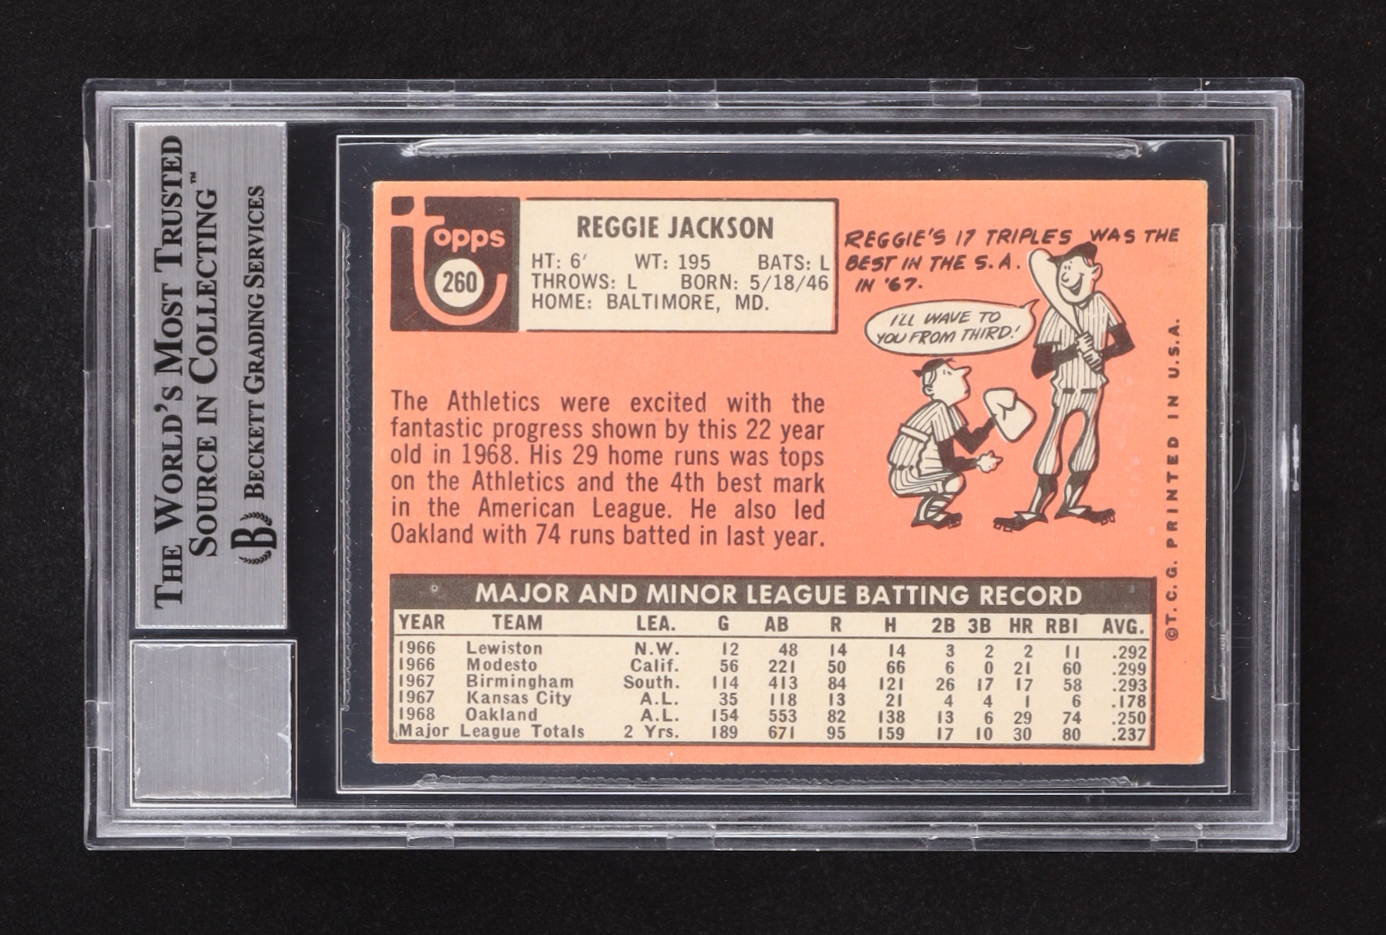 THE WORLD'S MOST TRUSTED
SOURCE IN COLLECTING™
B BECKETT GRADING SERVICES
topps
260
REGGIE JACKSON
HT: 6' WT: 195 BATS: L
THROWS: L BORN: 5/18/46
HOME: BALTIMORE, MD.
REGGIE'S 17 TRIPLES WAS THE
BEST IN THE S.A.
IN '67.
I'LL WAVE TO
YOU FROM THIRD!
The Athletics were excited with the
fantastic progress shown by this 22 year
old in 1968. His 29 home runs was tops
on the Athletics and the 4th best mark
in the American League. He also led
Oakland with 74 runs batted in last year.
MAJOR AND MINOR LEAGUE BATTING RECORD
YEAR TEAM LEA. G AB R H 2B 3B HR RBI AVG.
1966 Lewiston N.W. 12 48 14 14 3 2 2 11 .292
1966 Modesto Calif. 56 221 50 66 6 0 21 60 .299
1967 Birmingham South. 114 413 84 121 26 17 17 58 .293
1967 Kansas City A.L. 35 118 13 21 4 4 1 6 .178
1968 Oakland A.L. 154 553 82 138 13 6 29 74 .250
Major League Totals 2 Yrs. 189 671 95 159 17 10 30 80 .237
©T.C.G. PRINTED IN U.S.A.